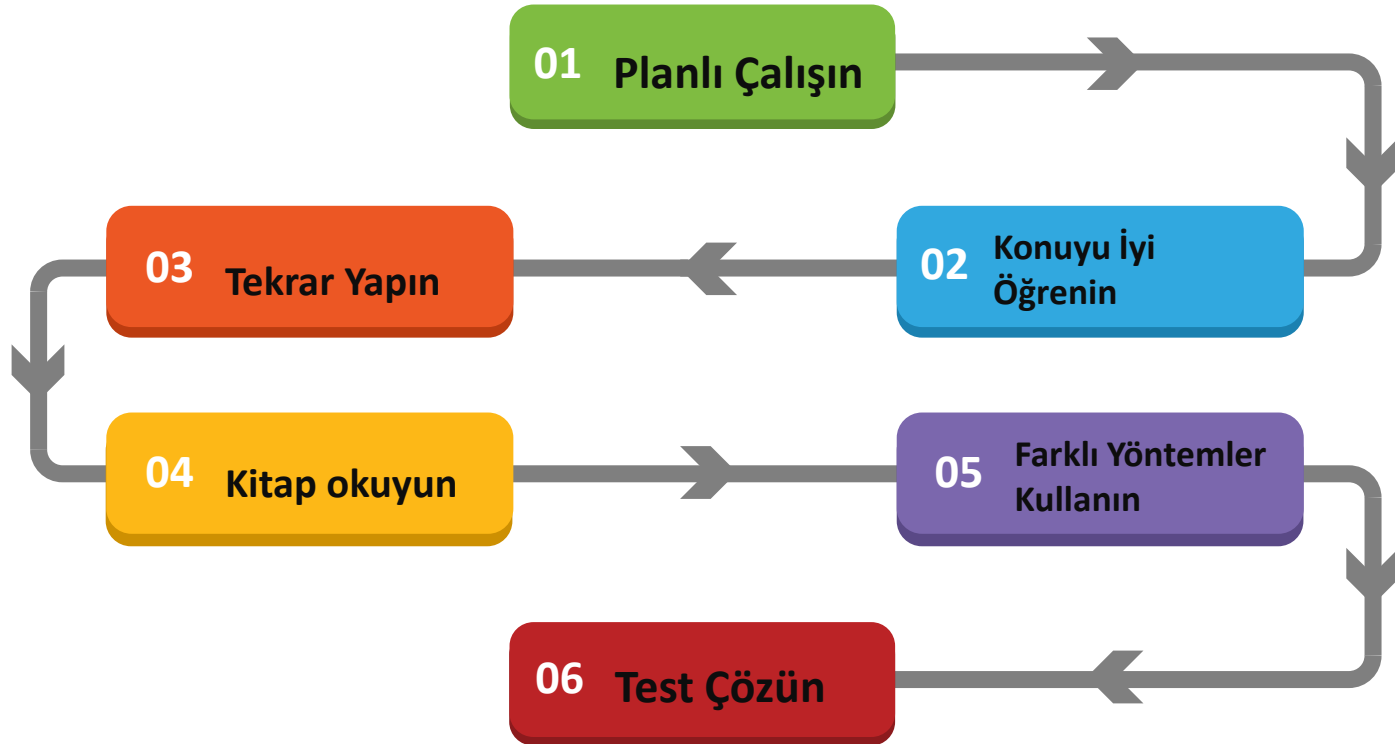 01 Planlı Çalışın
02 Konuyu İyi
Öğrenin
03 Tekrar Yapın
04 Kitap okuyun
05 Farklı Yöntemler
Kullanın
06 Test Çözün